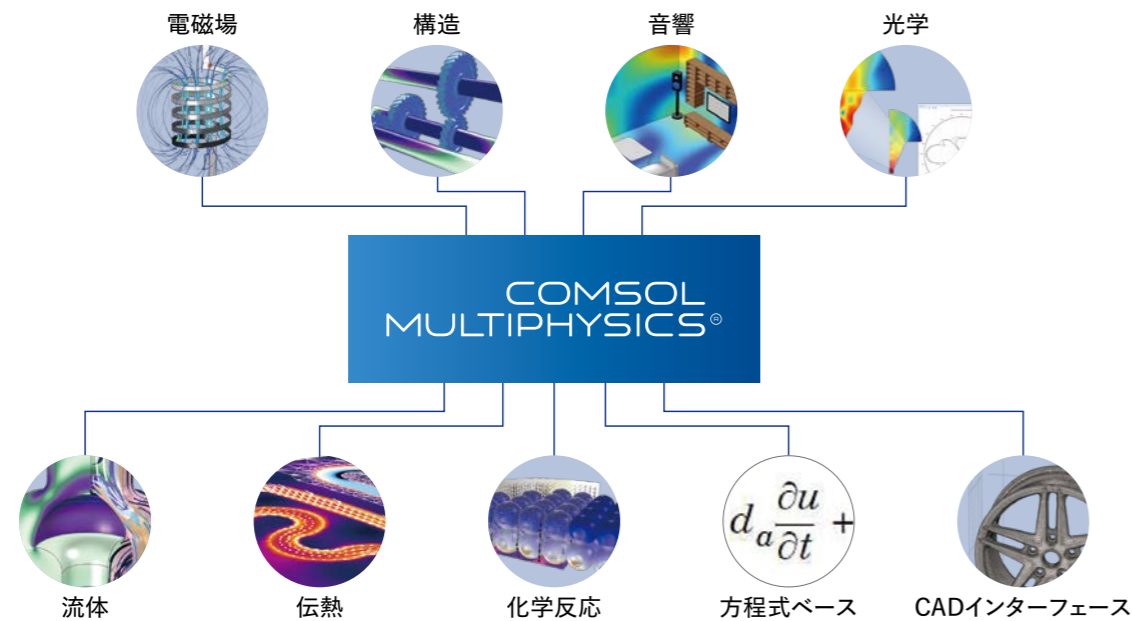 電磁場
構造
音響
光学
COMSOL
MULTIPHYSICS®
d_a ∂u/∂t +
流体
伝熱
化学反応
方程式ベース
CADインターフェース